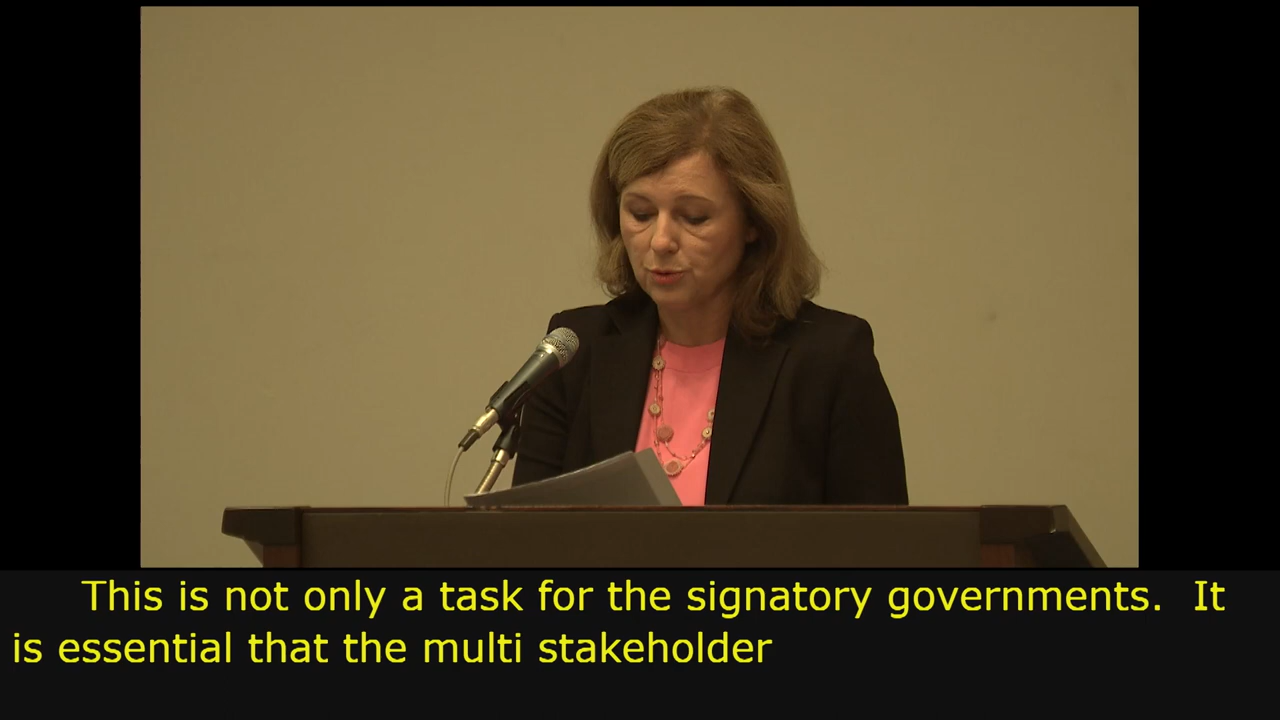 This is not only a task for the signatory governments. It
is essential that the multi stakeholder